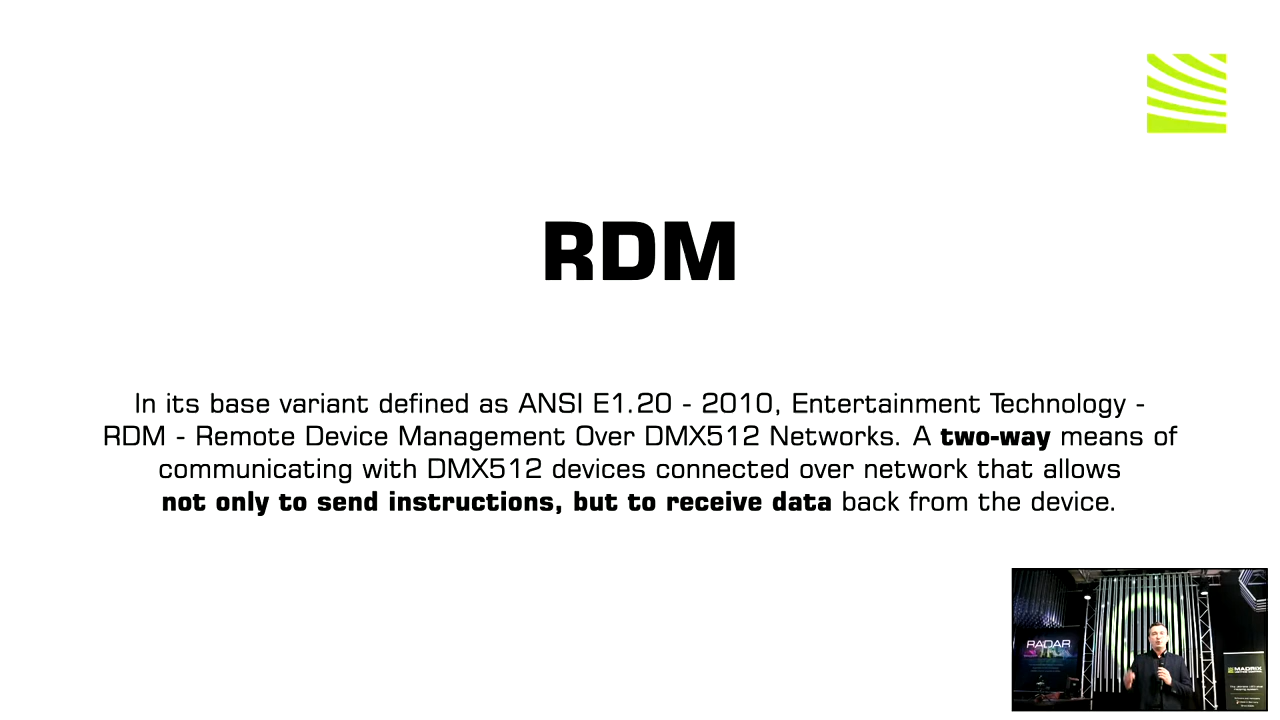 RDM
In its base variant defined as ANSI E1.20 - 2010, Entertainment Technology -
RDM - Remote Device Management Over DMX512 Networks. A two-way means of
communicating with DMX512 devices connected over network that allows
not only to send instructions, but to receive data back from the device.
RADAR
MADRIX